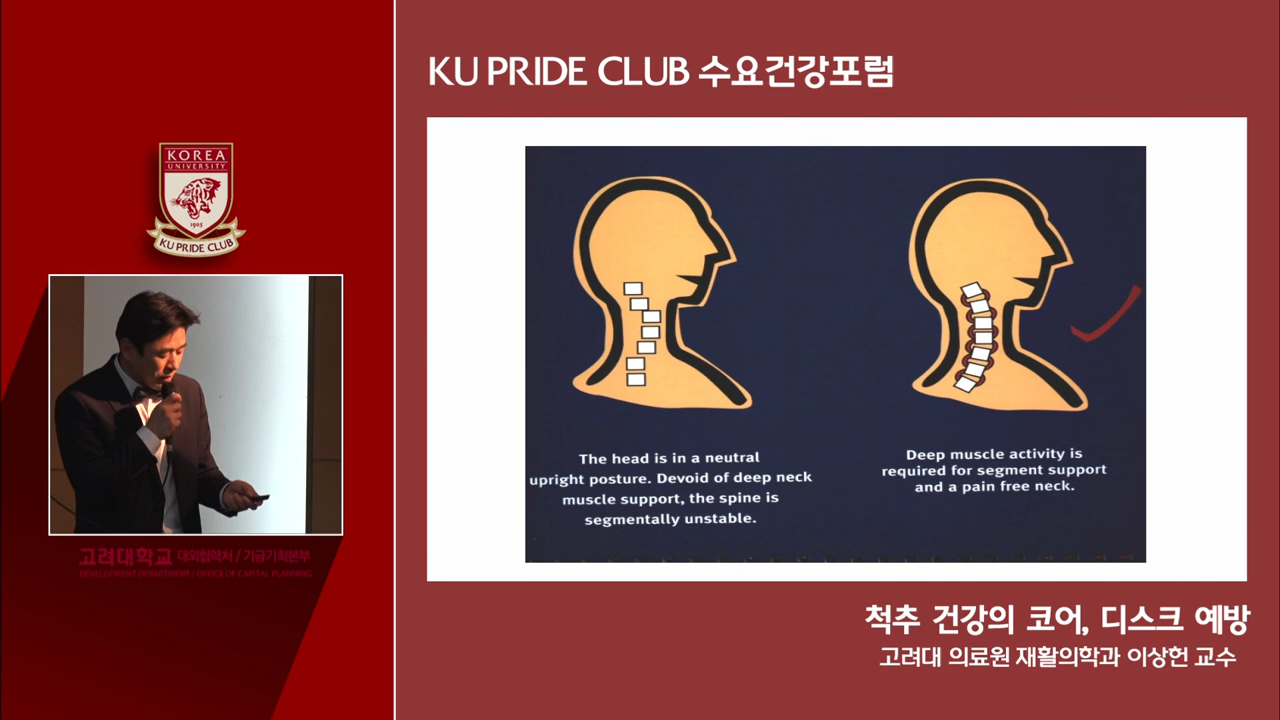 KU PRIDE CLUB 수요건강포럼
KOREA
UNIVERSITY
1905
KU PRIDE CLUB
The head is in a neutral
upright posture. Devoid of deep neck
muscle support, the spine is
segmentally unstable.
Deep muscle activity is
required for segment support
and a pain free neck.
고려대학교 대외협력처 / 기금기획본부
DEVELOPMENT DEPARTMENT / OFFICE OF CAPITAL PLANNING
척추 건강의 코어, 디스크 예방
고려대 의료원 재활의학과 이상헌 교수